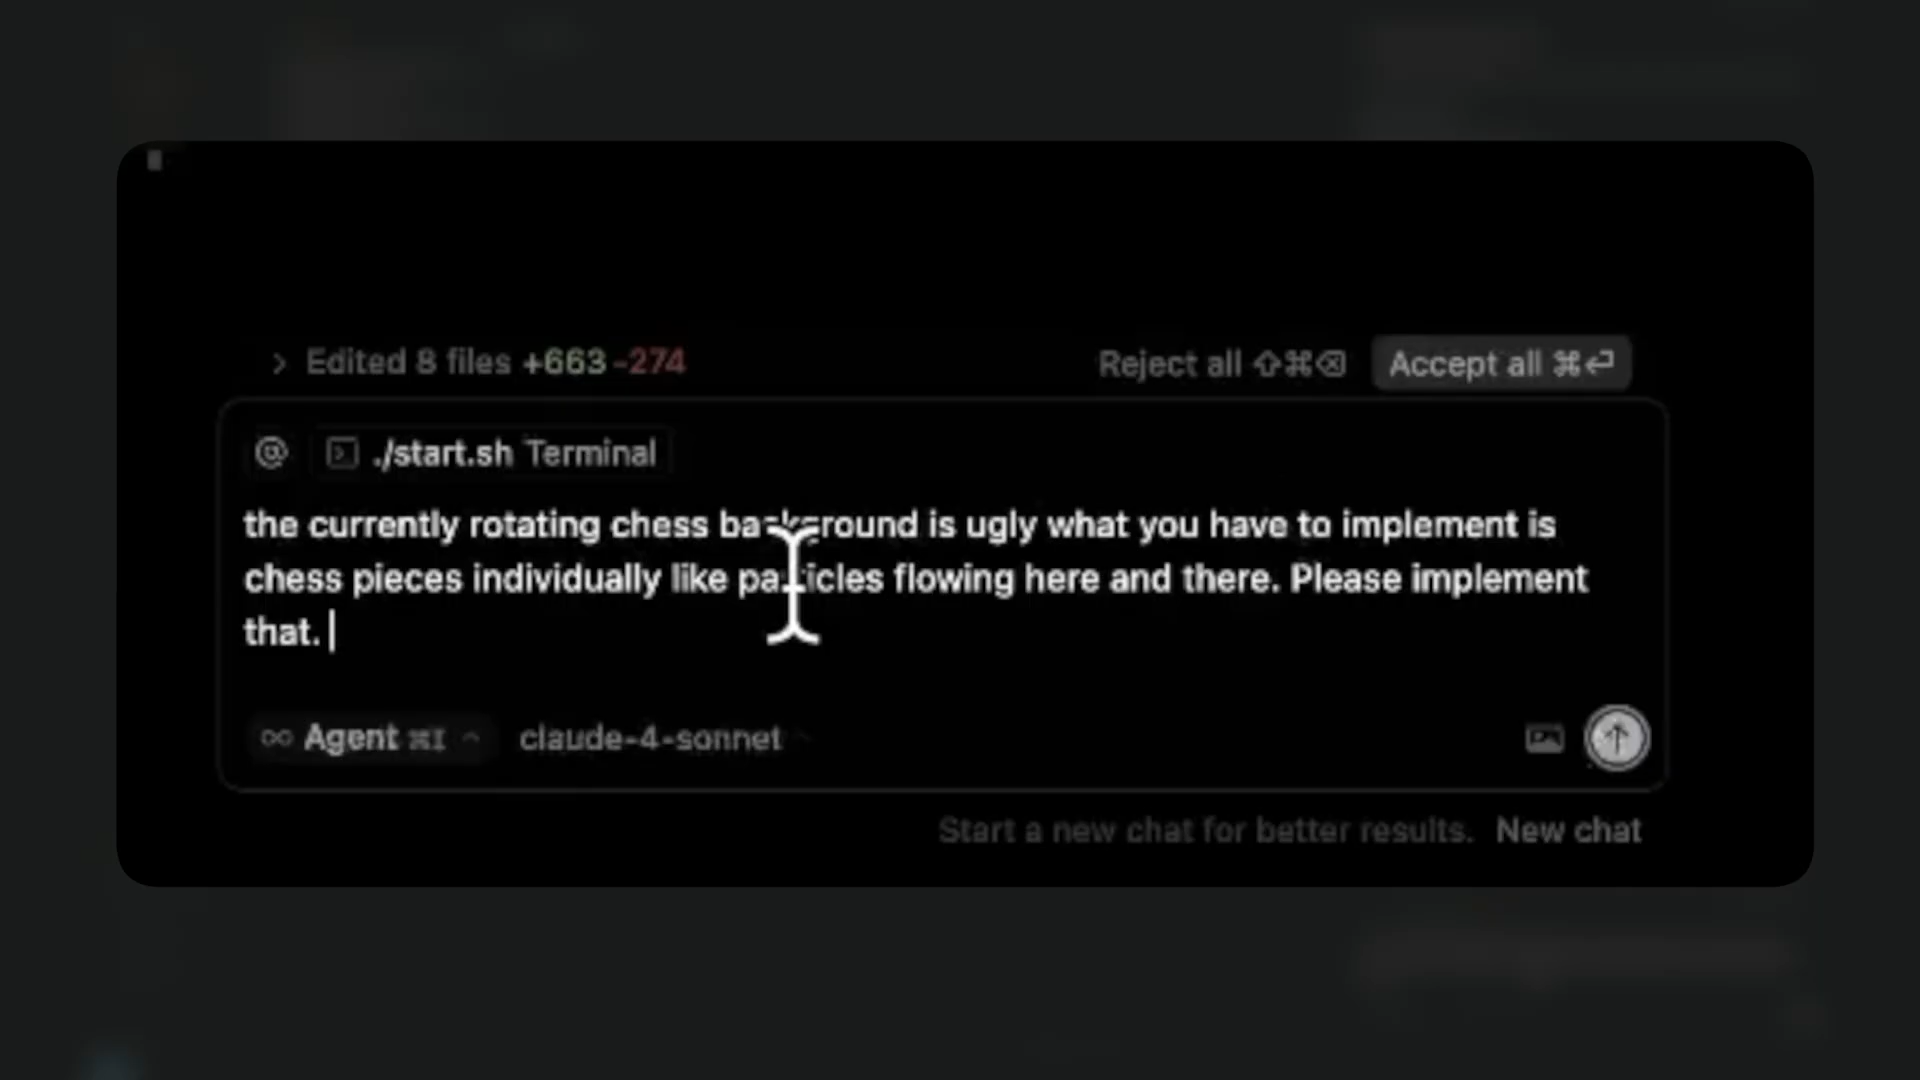 Edited 8 files +663 -274
Reject all ⇧⌘⌫ Accept all ⌘⏎
@ ./start.sh Terminal
the currently rotating chess background is ugly what you have to implement is
chess pieces individually like particles flowing here and there. Please implement
that.
∞ Agent ⌘I claude-4-sonnet
Start a new chat for better results. New chat